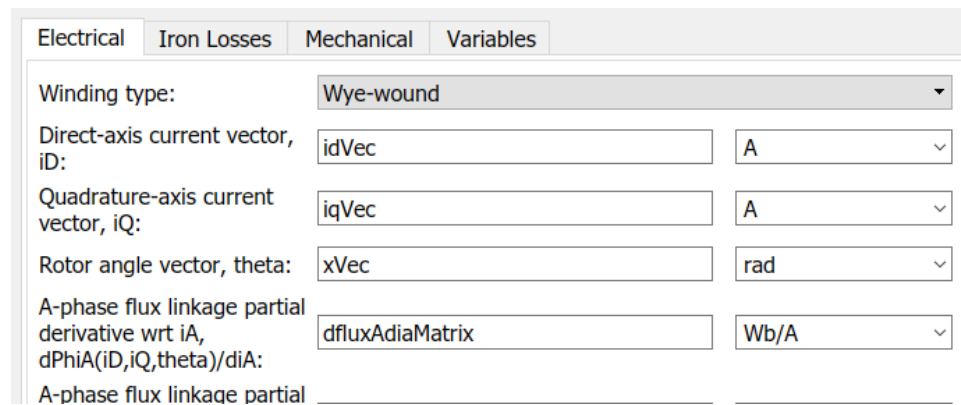 Electrical Iron Losses Mechanical Variables
Winding type: Wye-wound
Direct-axis current vector,
iD: idVec A
Quadrature-axis current
vector, iQ: iqVec A
Rotor angle vector, theta: xVec rad
A-phase flux linkage partial
derivative wrt iA, dfluxAdiaMatrix Wb/A
dPhiA(iD,iQ,theta)/diA:
A-phase flux linkage partial